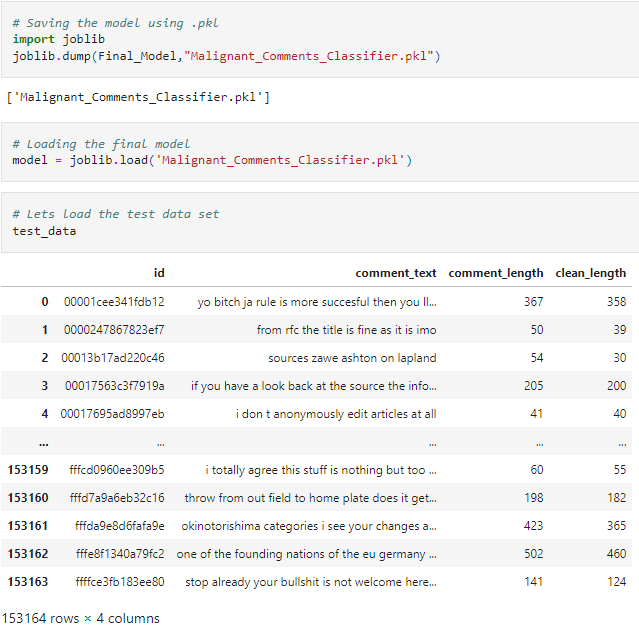 # Saving the model using .pkl
import joblib
joblib.dump(Final_Model,"Malignant_Comments_Classifier.pkl")
['Malignant_Comments_Classifier.pkl']
# Loading the final model
model = joblib.load('Malignant_Comments_Classifier.pkl')
# Lets load the test data set
test_data
id comment_text comment_length clean_length
0 00001cee341fdb12 yo bitch ja rule is more succesful then you ll... 367 358
1 0000247867823ef7 from rfc the title is fine as it is imo 50 39
2 00013b17ad220c46 sources zawe ashton on lapland 54 30
3 00017563c3f7919a if you have a look back at the source the info... 205 200
4 00017695ad8997eb i don t anonymously edit articles at all 41 40
... ... ... ... ...
153159 fffcd0960ee309b5 i totally agree this stuff is nothing but too ... 60 55
153160 fffd7a9a6eb32c16 throw from out field to home plate does it get... 198 182
153161 fffda9e8d6fafa9e okinotorishima categories i see your changes a... 423 365
153162 fffe8f1340a79fc2 one of the founding nations of the eu germany ... 502 460
153163 ffffce3fb183ee80 stop already your bullshit is not welcome here... 141 124
153164 rows × 4 columns